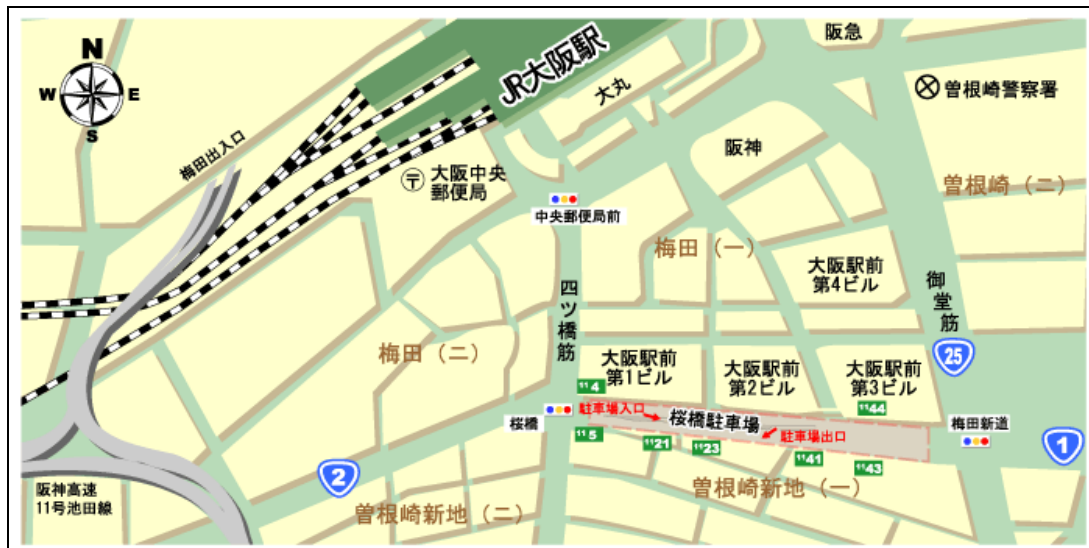 N
W
E
S
JR大阪駅
阪急
大丸
曽根崎警察署
梅田出入口
〒
大阪中央
郵便局
阪神
曽根崎（二）
中央郵便局前
梅田（一）
大阪駅前
第4ビル
四ツ橋筋
御堂筋
梅田（二）
25
大阪駅前
第1ビル
大阪駅前
第2ビル
大阪駅前
第3ビル
11 4
11 44
桜橋
駐車場入口
桜橋駐車場
駐車場出口
梅田新道
11 5
11 21
11 23
11 41
11 43
1
2
阪神高速
11号池田線
曽根崎新地（二）
曽根崎新地（一）